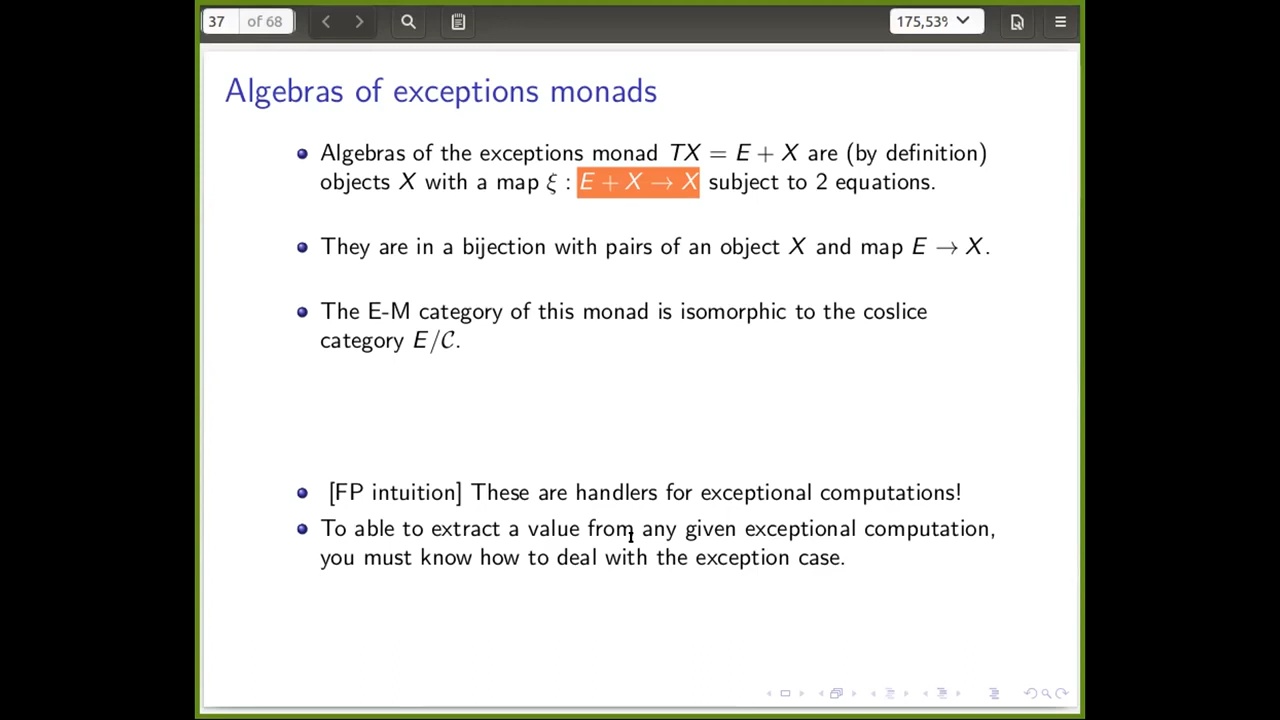 37 of 68 175,53%
Algebras of exceptions monads
Algebras of the exceptions monad TX = E + X are (by definition)
objects X with a map ξ : E + X → X subject to 2 equations.
They are in a bijection with pairs of an object X and map E → X.
The E-M category of this monad is isomorphic to the coslice
category E/𝒞.
[FP intuition] These are handlers for exceptional computations!
To able to extract a value from any given exceptional computation,
you must know how to deal with the exception case.